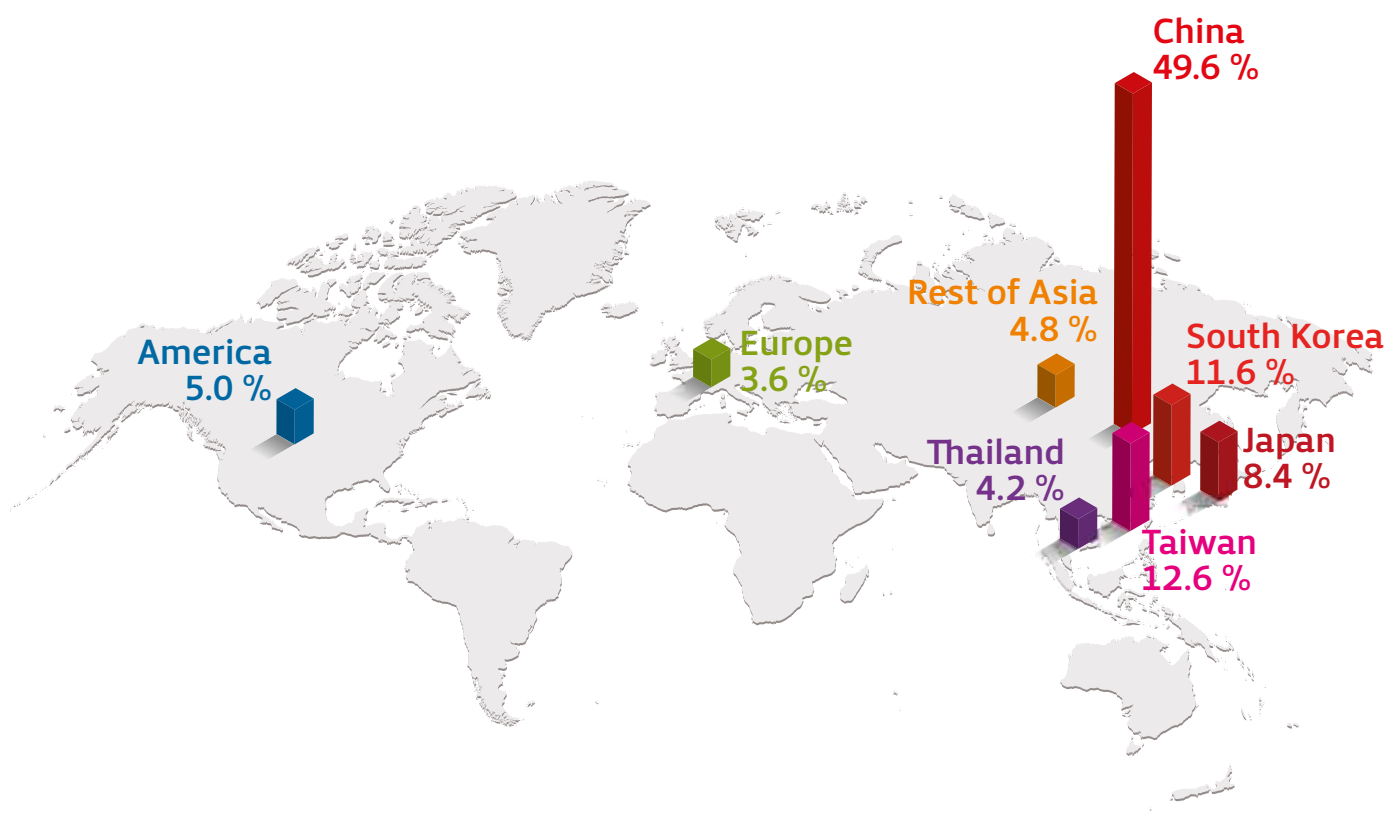 China
49.6 %
Rest of Asia
4.8 %
South Korea
11.6 %
America
5.0 %
Europe
3.6 %
Thailand
4.2 %
Japan
8.4 %
Taiwan
12.6 %